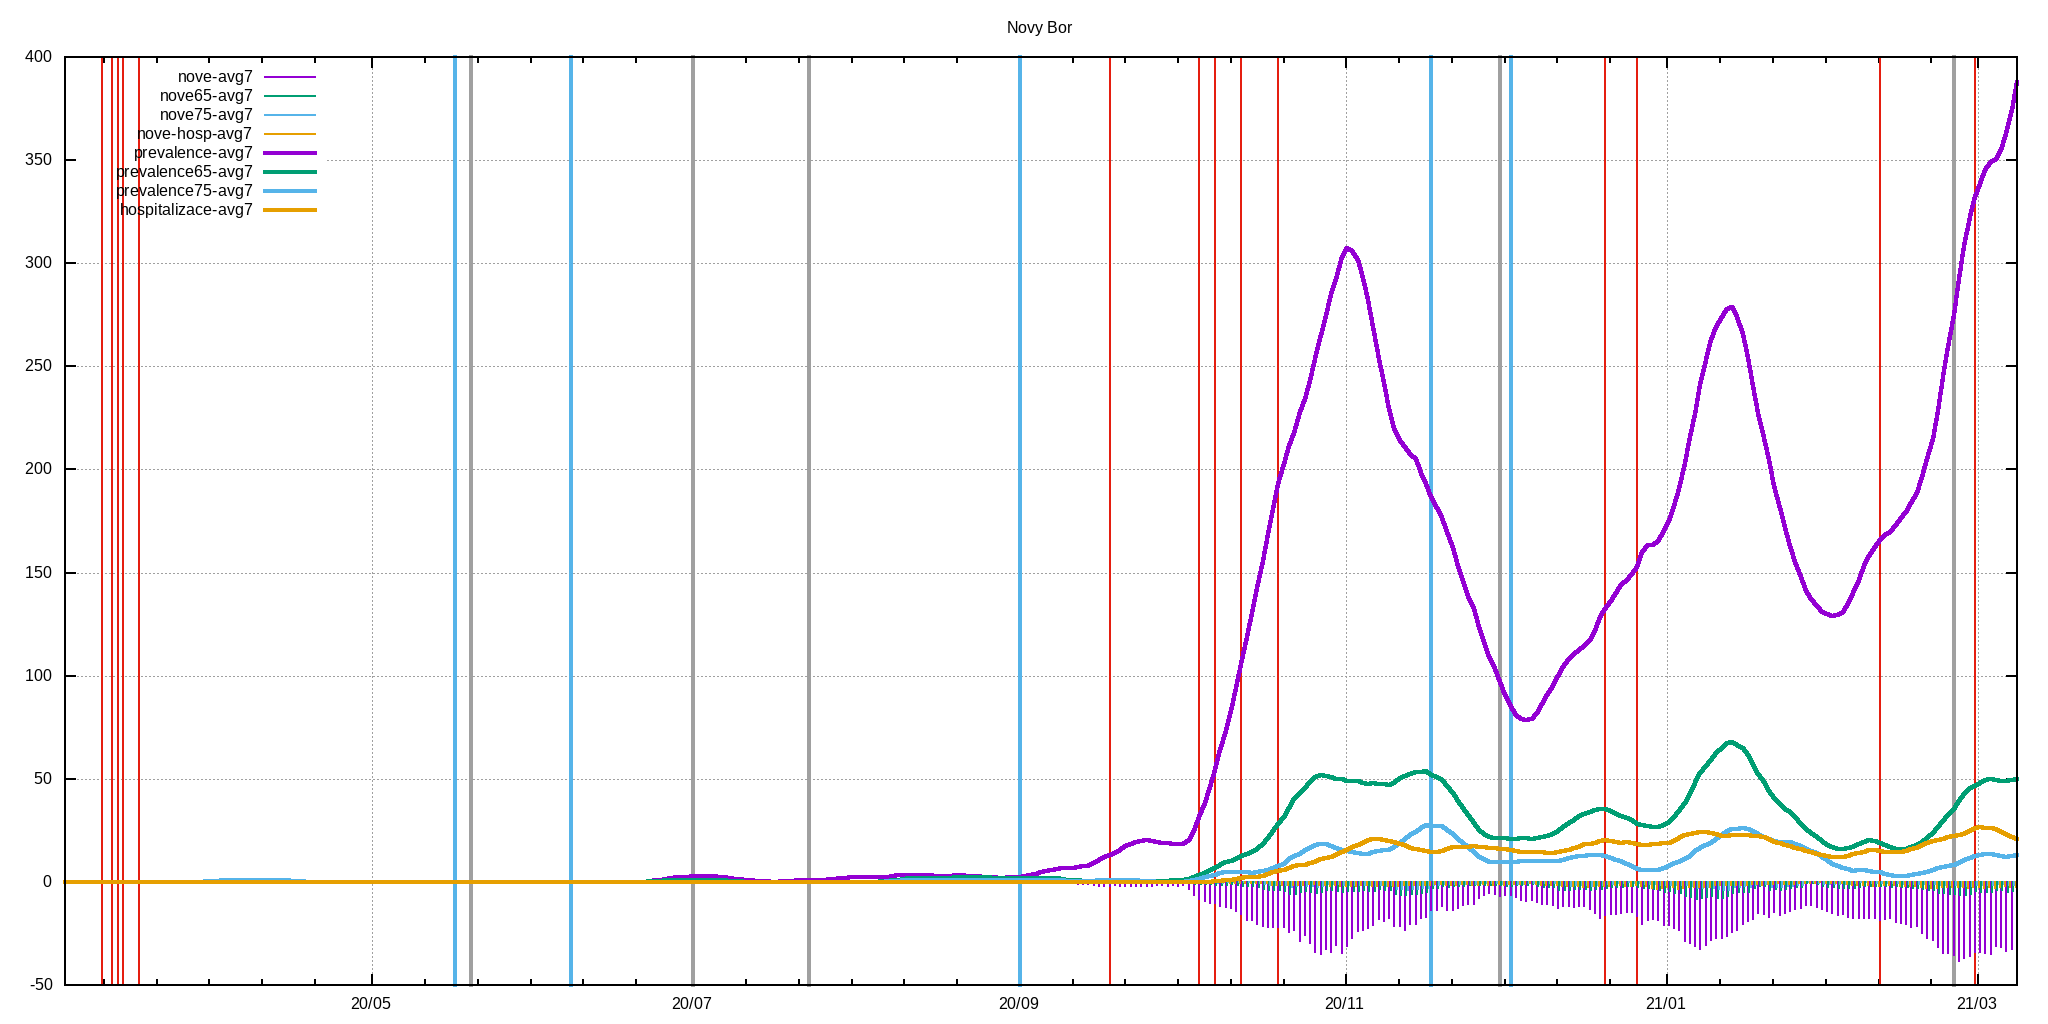 Novy Bor
400
350
300
250
200
150
100
50
0
-50
nove-avg7
nove65-avg7
nove75-avg7
nove-hosp-avg7
prevalence-avg7
prevalence65-avg7
prevalence75-avg7
hospitalizace-avg7
20/05 20/07 20/09 20/11 21/01 21/03